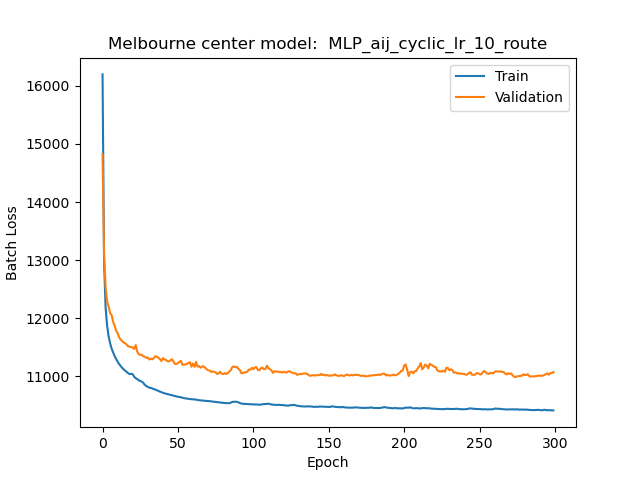 Melbourne center model:  MLP_aij_cyclic_lr_10_route
Train
Validation
16000
15000
14000
13000
12000
11000
Batch Loss
0
50
100
150
200
250
300
Epoch